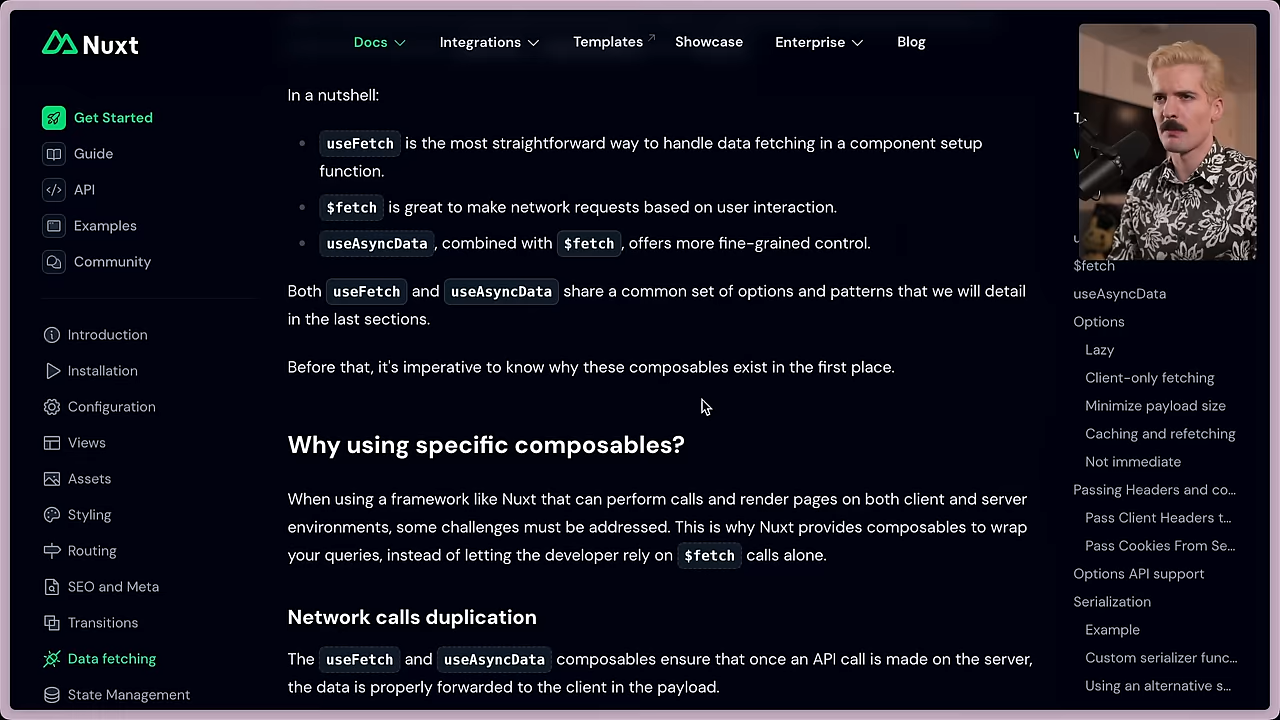 Nuxt
Docs
Integrations
Templates
Showcase
Enterprise
Blog
Get Started
Guide
API
Examples
Community
Introduction
Installation
Configuration
Views
Assets
Styling
Routing
SEO and Meta
Transitions
Data fetching
State Management
In a nutshell:
useFetch is the most straightforward way to handle data fetching in a component setup
function.
$fetch is great to make network requests based on user interaction.
useAsyncData, combined with $fetch, offers more fine-grained control.
Both useFetch and useAsyncData share a common set of options and patterns that we will detail
in the last sections.
Before that, it's imperative to know why these composables exist in the first place.
Why using specific composables?
When using a framework like Nuxt that can perform calls and render pages on both client and server
environments, some challenges must be addressed. This is why Nuxt provides composables to wrap
your queries, instead of letting the developer rely on $fetch calls alone.
Network calls duplication
The useFetch and useAsyncData composables ensure that once an API call is made on the server,
the data is properly forwarded to the client in the payload.
$fetch
useAsyncData
Options
Lazy
Client-only fetching
Minimize payload size
Caching and refetching
Not immediate
Passing Headers and co...
Pass Client Headers t...
Pass Cookies From Se...
Options API support
Serialization
Example
Custom serializer func...
Using an alternative s...